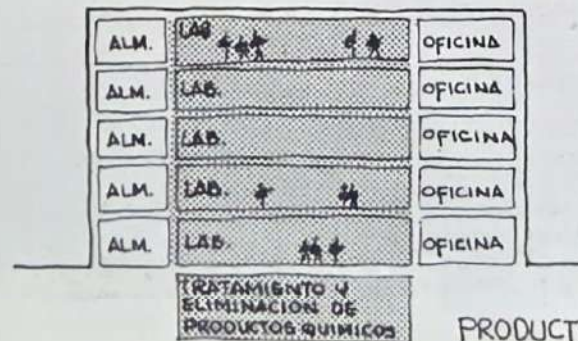 ALM. LAB. OFICINA
ALM. LAB. OFICINA
ALM. LAB. OFICINA
ALM. LAB. OFICINA
ALM. LAB. OFICINA
TRATAMIENTO Y
ELIMINACION DE
PRODUCTOS QUIMICOS
PRODUCT